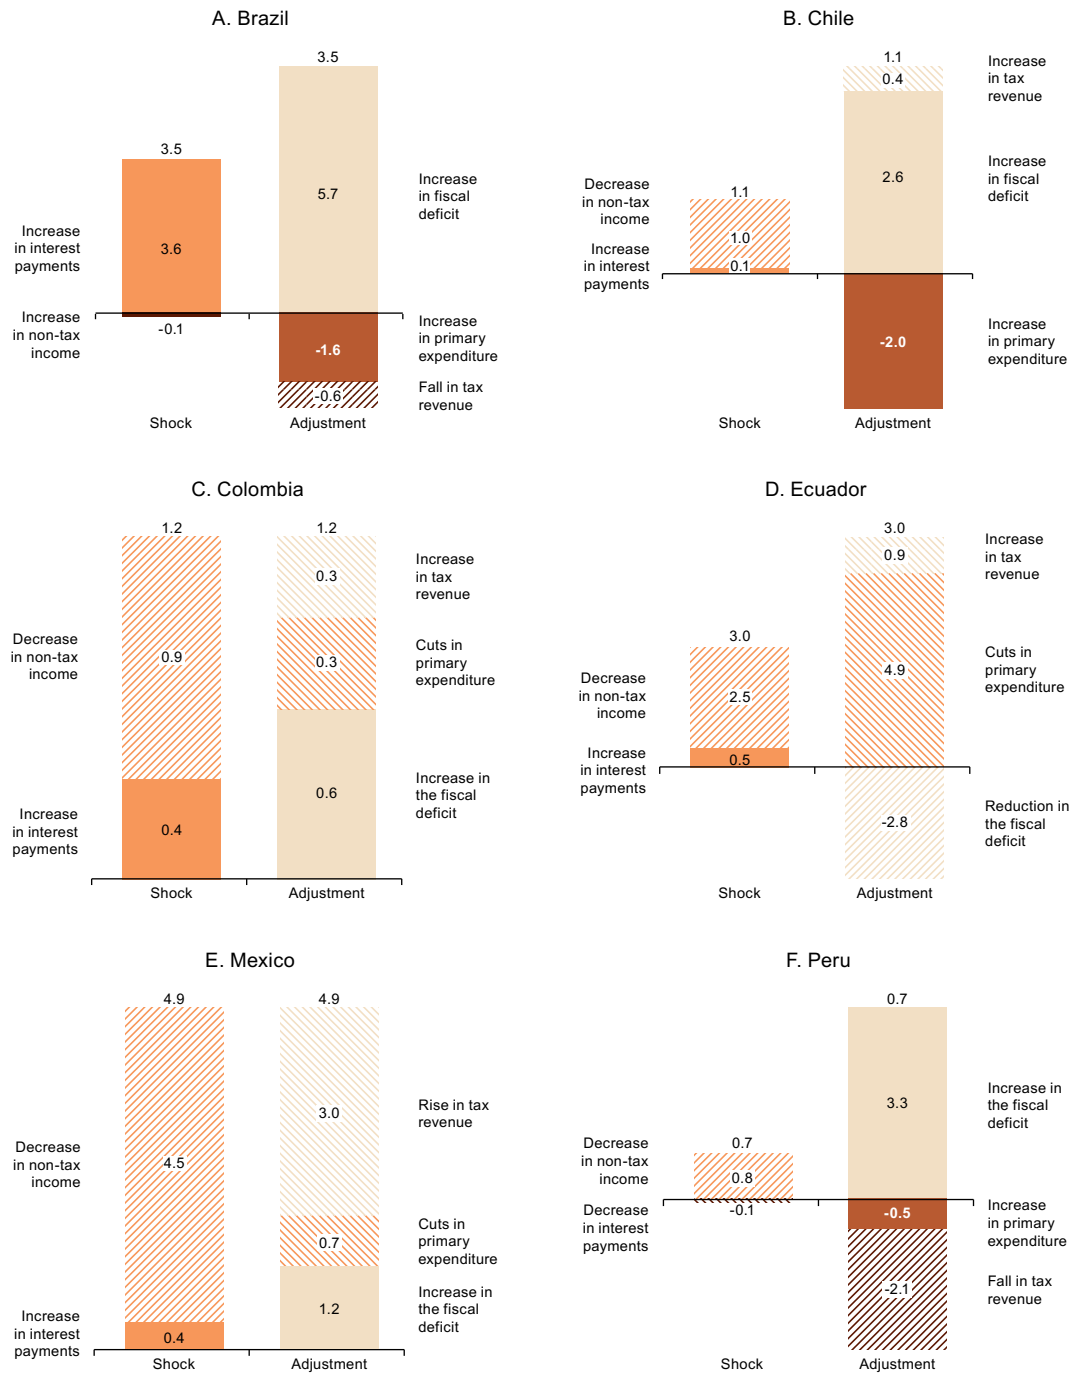 A. Brazil
3.5
3.5
Increase
in interest
payments
3.6
5.7
Increase
in fiscal
deficit
Increase
in non-tax
income
-0.1
-1.6
Increase
in primary
expenditure
-0.6
Fall in tax
revenue
Shock
Adjustment
B. Chile
1.1
0.4
Increase
in tax
revenue
Decrease
in non-tax
income
1.1
1.0
2.6
Increase
in fiscal
deficit
Increase
in interest
payments
0.1
-2.0
Increase
in primary
expenditure
Shock
Adjustment
C. Colombia
1.2
1.2
0.3
Increase
in tax
revenue
Decrease
in non-tax
income
0.9
0.3
Cuts in
primary
expenditure
Increase
in interest
payments
0.4
0.6
Increase in
the fiscal
deficit
Shock
Adjustment
D. Ecuador
3.0
0.9
Increase
in tax
revenue
3.0
Decrease
in non-tax
income
2.5
4.9
Cuts in
primary
expenditure
Increase
in interest
payments
0.5
-2.8
Reduction in
the fiscal
deficit
Shock
Adjustment
E. Mexico
4.9
4.9
3.0
Rise in tax
revenue
Decrease
in non-tax
income
4.5
0.7
Cuts in
primary
expenditure
Increase
in interest
payments
0.4
1.2
Increase in
the fiscal
deficit
Shock
Adjustment
F. Peru
0.7
3.3
Increase in
the fiscal
deficit
0.7
Decrease
in non-tax
income
0.8
Decrease
in interest
payments
-0.1
-0.5
Increase
in primary
expenditure
-2.1
Fall in tax
revenue
Shock
Adjustment